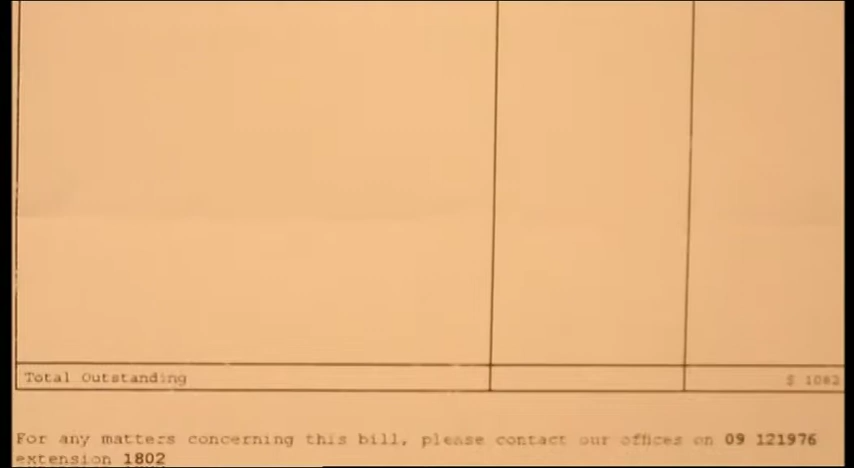 Total Outstanding
$ 1082
For any matters concerning this bill, please contact our offices on 09 121976
extension 1802